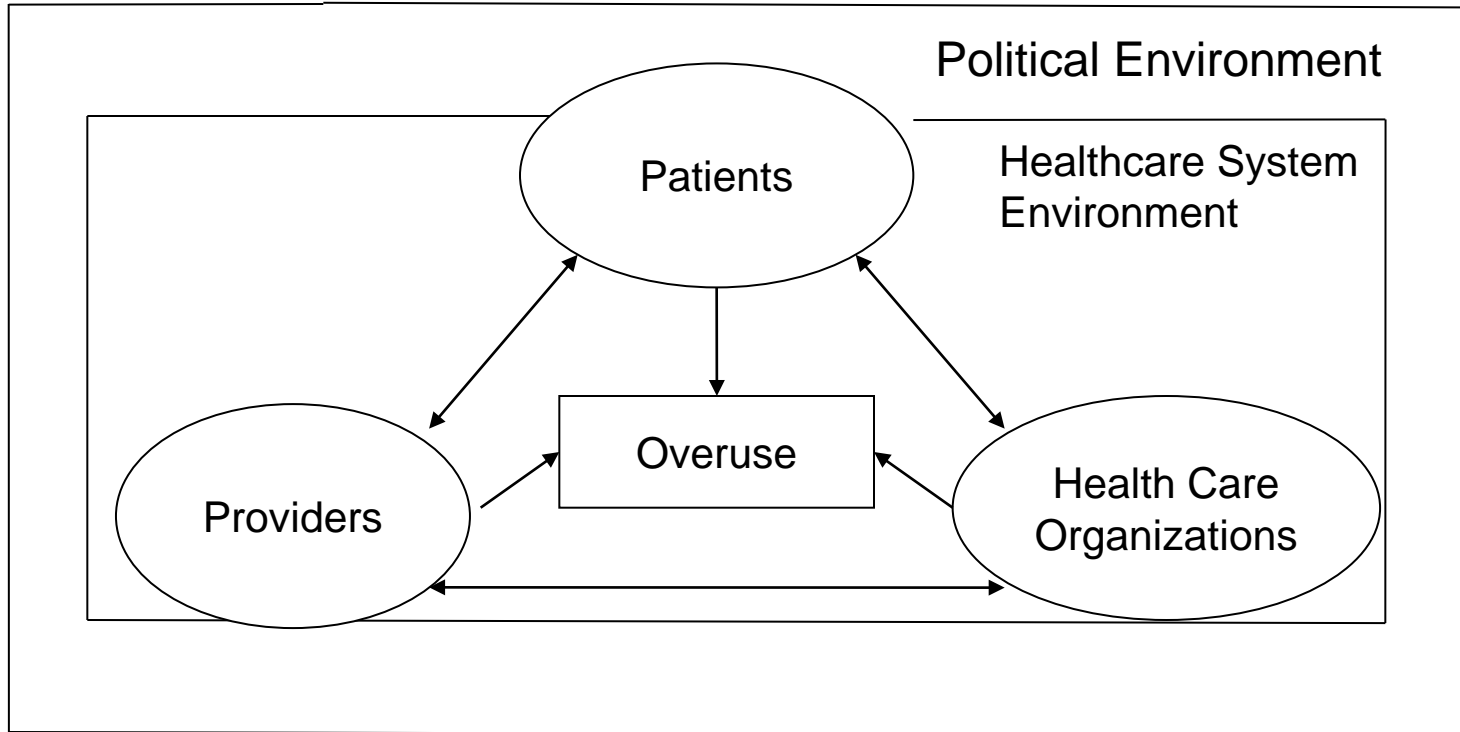 Political Environment
Healthcare System
Environment
Patients
Overuse
Providers
Health Care
Organizations